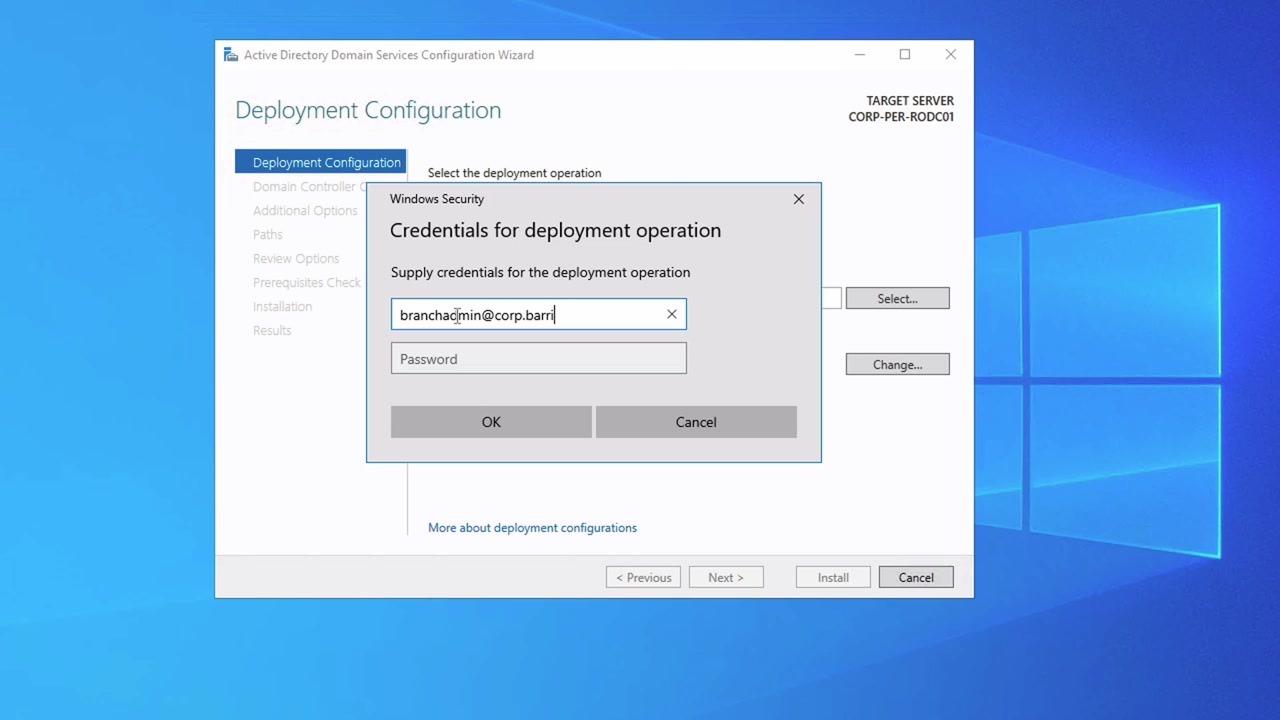 Active Directory Domain Services Configuration Wizard
Deployment Configuration
TARGET SERVER
CORP-PER-RODC01
Deployment Configuration
Domain Controller
Additional Options
Paths
Review Options
Prerequisites Check
Installation
Results
Select the deployment operation
Windows Security
Credentials for deployment operation
Supply credentials for the deployment operation
branchadmin@corp.barri
Password
OK
Cancel
Select...
Change...
More about deployment configurations
< Previous
Next >
Install
Cancel